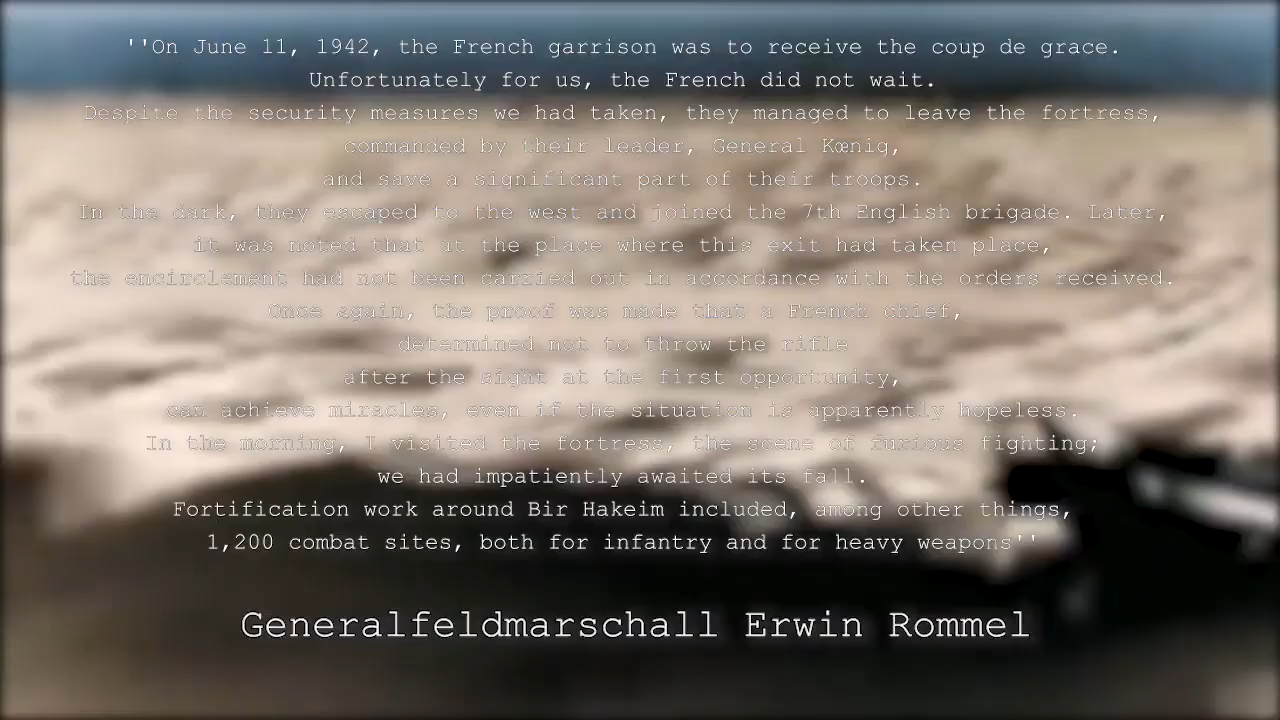 ''On June 11, 1942, the French garrison was to receive the coup de grace.
Unfortunately for us, the French did not wait.
Despite the security measures we had taken, they managed to leave the fortress,
commanded by their leader, General Kœnig,
and save a significant part of their troops.
In the dark, they escaped to the west and joined the 7th English brigade. Later,
it was noted that at the place where this exit had taken place,
the encirclement had not been carried out in accordance with the orders received.
Once again, the proof was made that a French chief,
determined not to throw the rifle
after the sight at the first opportunity,
can achieve miracles, even if the situation is apparently hopeless.
In the morning, I visited the fortress, the scene of furious fighting;
we had impatiently awaited its fall.
Fortification work around Bir Hakeim included, among other things,
1,200 combat sites, both for infantry and for heavy weapons''
Generalfeldmarschall Erwin Rommel